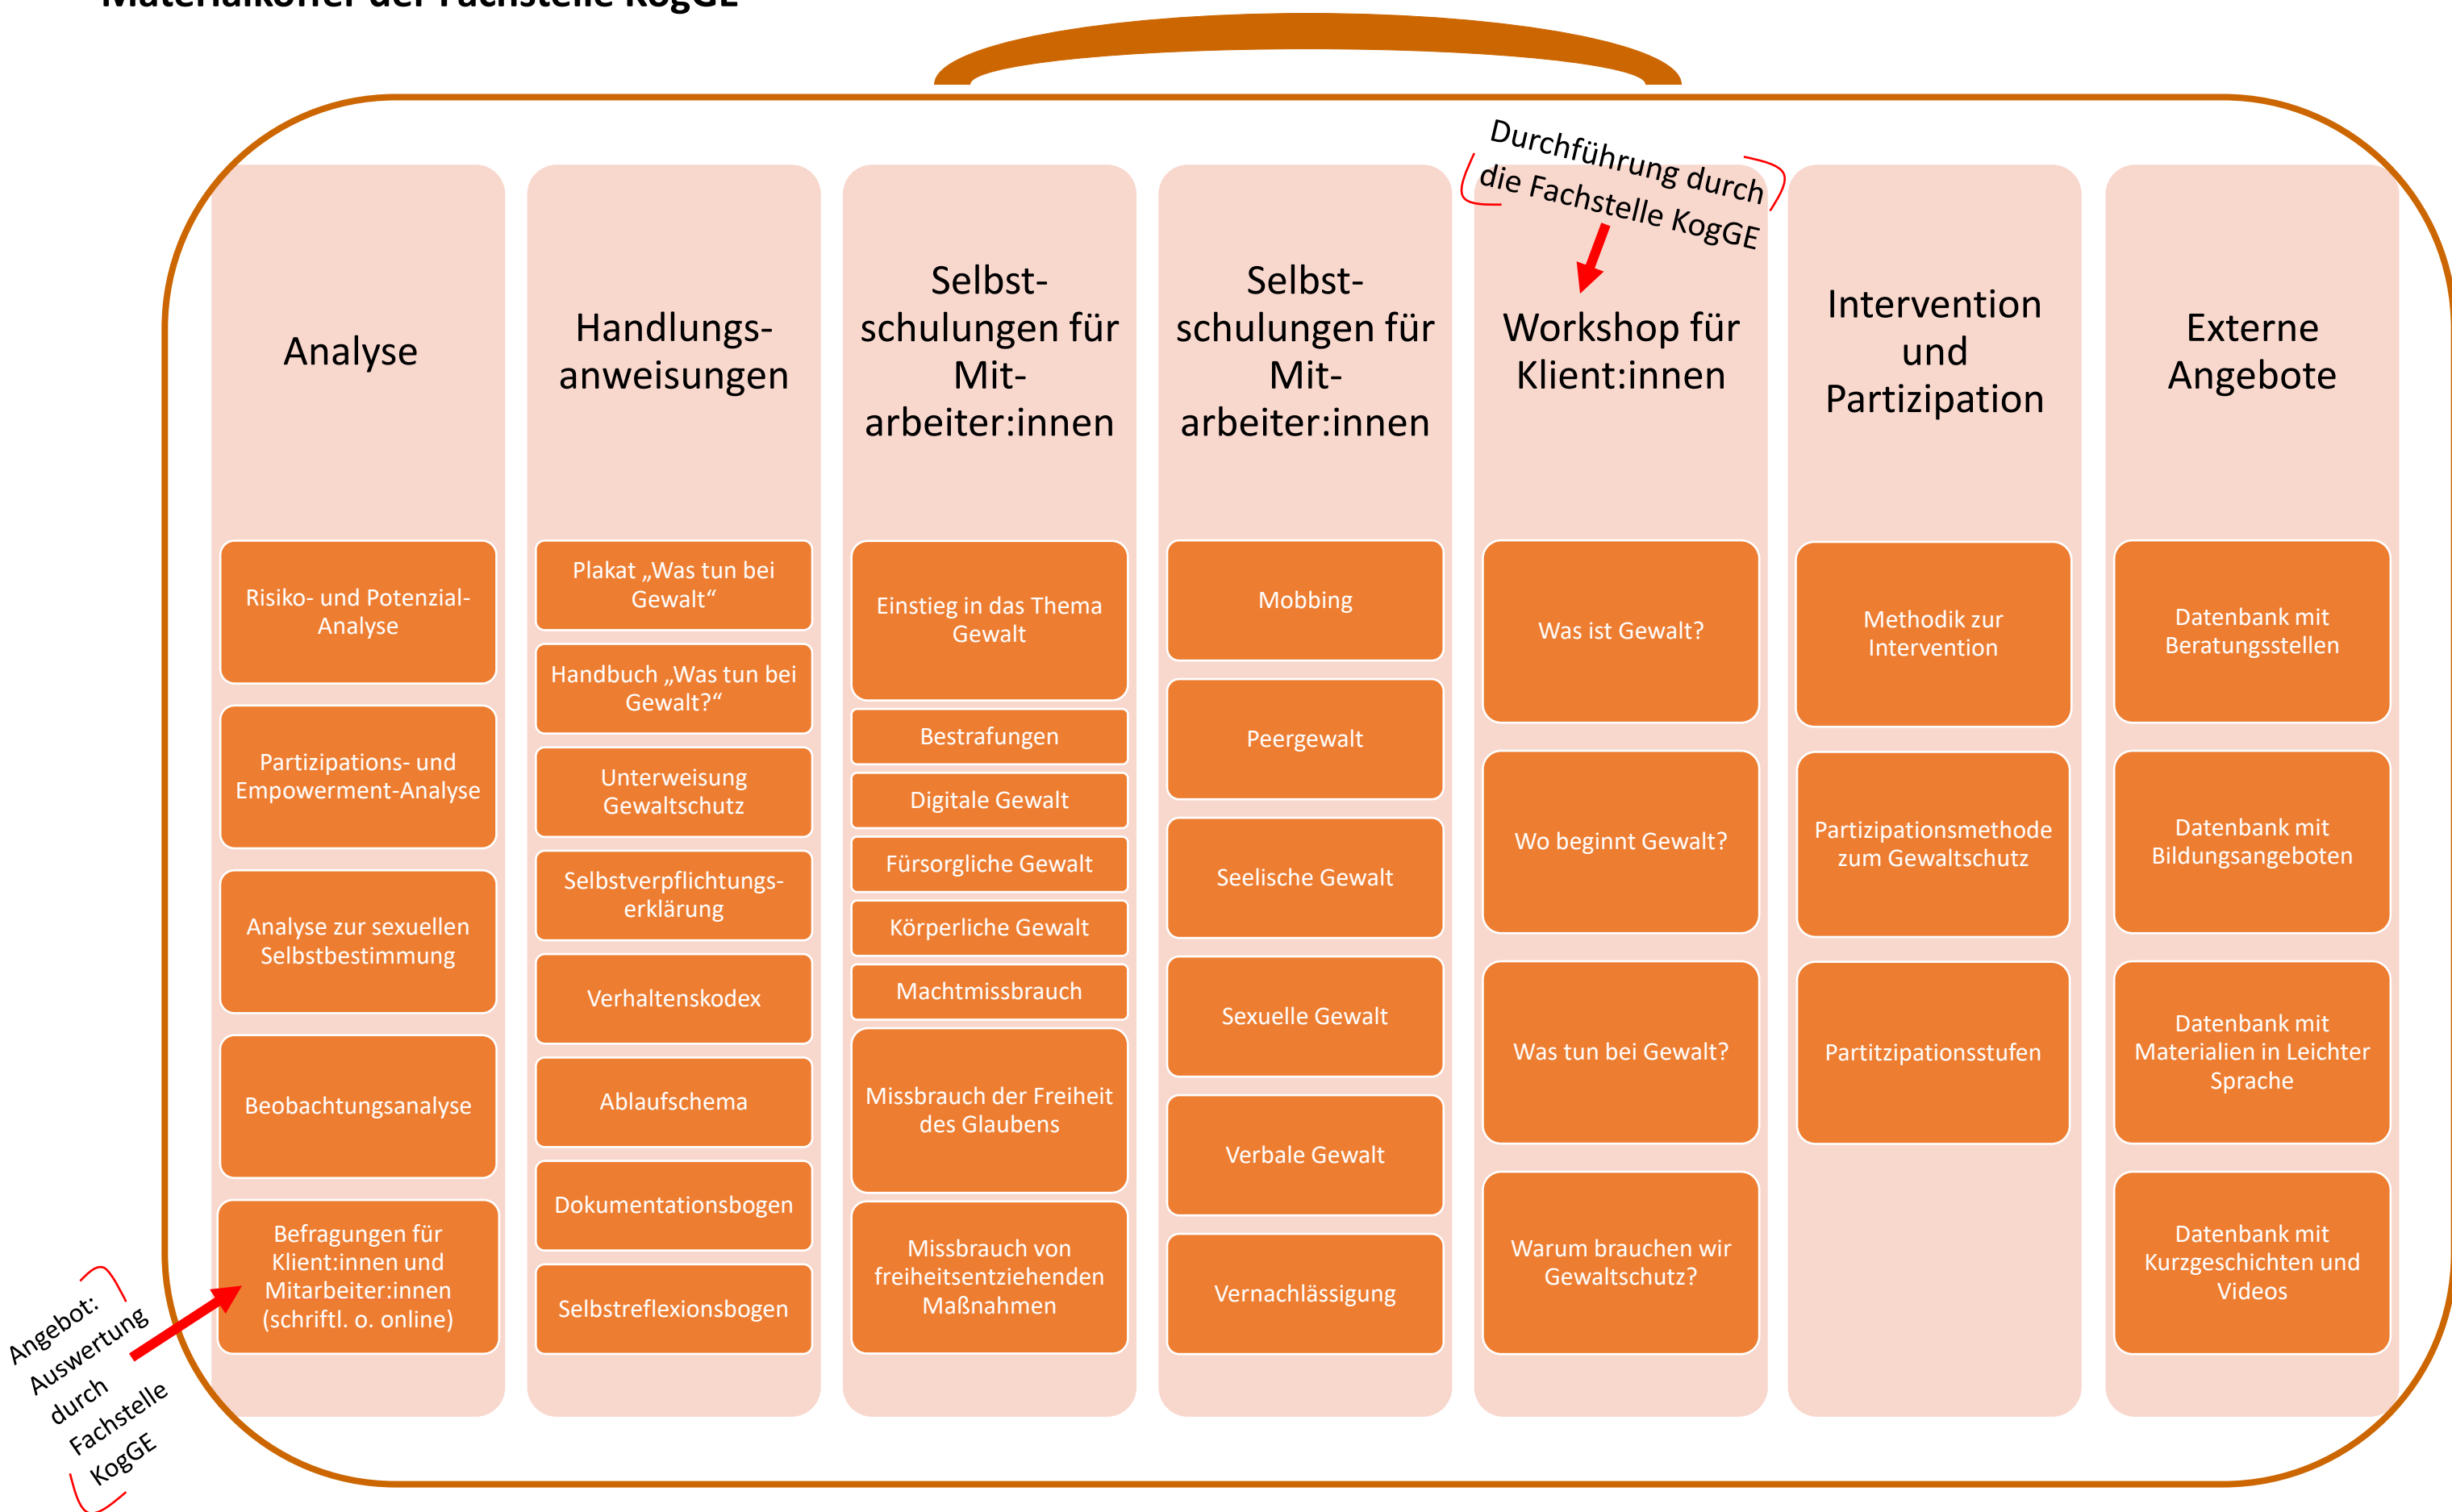 Materialkoffer der Fachstelle KogGE
Analyse
Risiko- und Potenzial-
Analyse
Partizipations- und
Empowerment-Analyse
Analyse zur sexuellen
Selbstbestimmung
Beobachtungsanalyse
Befragungen für
Klient:innen und
Mitarbeiter:innen
(schriftl. o. online)
Angebot:
Auswertung
durch
Fachstelle
KogGE
Handlungs-
anweisungen
Plakat „Was tun bei
Gewalt“
Handbuch „Was tun bei
Gewalt?“
Unterweisung
Gewaltschutz
Selbstverpflichtungs-
erklärung
Verhaltenskodex
Ablaufschema
Dokumentationsbogen
Selbstreflexionsbogen
Selbst-
schulungen für
Mit-
arbeiter:innen
Einstieg in das Thema
Gewalt
Bestrafungen
Digitale Gewalt
Fürsorgliche Gewalt
Körperliche Gewalt
Machtmissbrauch
Missbrauch der Freiheit
des Glaubens
Missbrauch von
freiheitsentziehenden
Maßnahmen
Selbst-
schulungen für
Mit-
arbeiter:innen
Mobbing
Peergewalt
Seelische Gewalt
Sexuelle Gewalt
Verbale Gewalt
Vernachlässigung
Durchführung durch
die Fachstelle KogGE
Workshop für
Klient:innen
Was ist Gewalt?
Wo beginnt Gewalt?
Was tun bei Gewalt?
Warum brauchen wir
Gewaltschutz?
Intervention
und
Partizipation
Methodik zur
Intervention
Partizipationsmethode
zum Gewaltschutz
Partitzipationsstufen
Externe
Angebote
Datenbank mit
Beratungsstellen
Datenbank mit
Bildungsangeboten
Datenbank mit
Materialien in Leichter
Sprache
Datenbank mit
Kurzgeschichten und
Videos